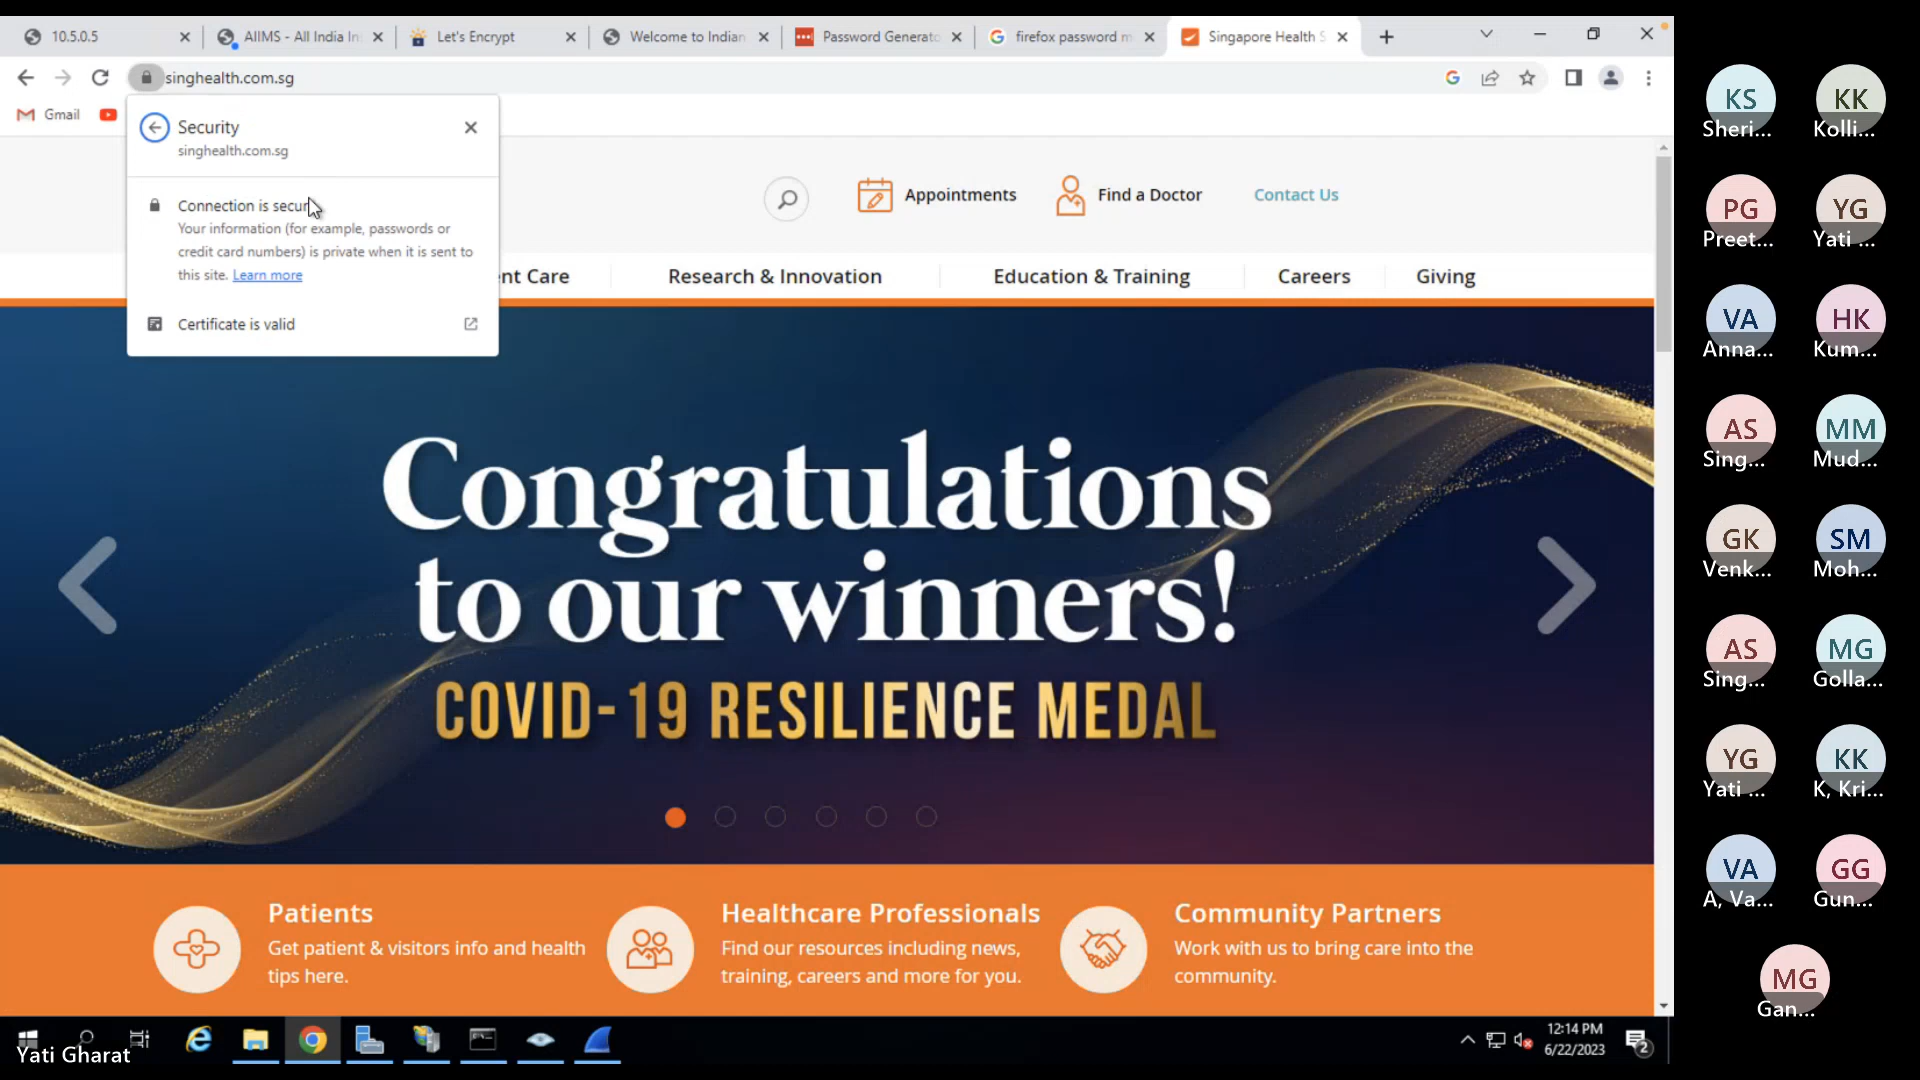 10.5.0.5
AIIMS - All India In
Let's Encrypt
Welcome to Indian
Password Generato
firefox password m
Singapore Health S
singhealth.com.sg
Gmail
Security
singhealth.com.sg
Connection is secur
Your information (for example, passwords or
credit card numbers) is private when it is sent to
this site. Learn more
Certificate is valid
Appointments
Find a Doctor
Contact Us
nt Care
Research & Innovation
Education & Training
Careers
Giving
Congratulations
to our winners!
COVID-19 RESILIENCE MEDAL
Patients
Get patient & visitors info and health
tips here.
Healthcare Professionals
Find our resources including news,
training, careers and more for you.
Community Partners
Work with us to bring care into the
community.
Yati Gharat
12:14 PM
6/22/2023
2
KS
Sheri...
KK
Kolli...
PG
Preet...
YG
Yati ...
VA
Anna...
HK
Kum...
AS
Sing...
MM
Mud...
GK
Venk...
SM
Moh...
AS
Sing...
MG
Golla...
YG
Yati ...
KK
K, Kri...
VA
A, Va...
GG
Gun...
MG
Gan...